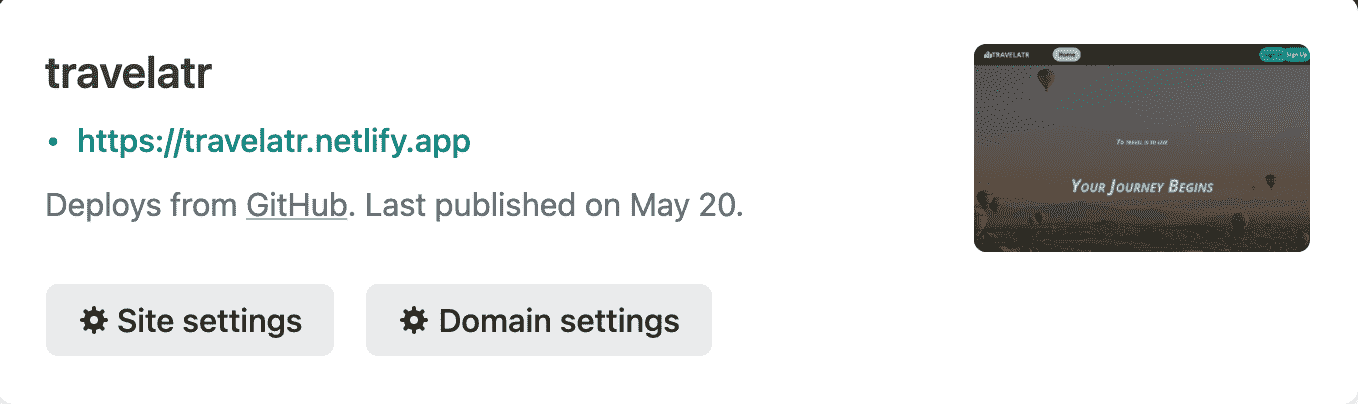 travelatr
• https://travelatr.netlify.app
Deploys from GitHub. Last published on May 20.
Site settings
Domain settings
TRAVELATR
Home
Sign Up
To travel is to live
Your Journey Begins